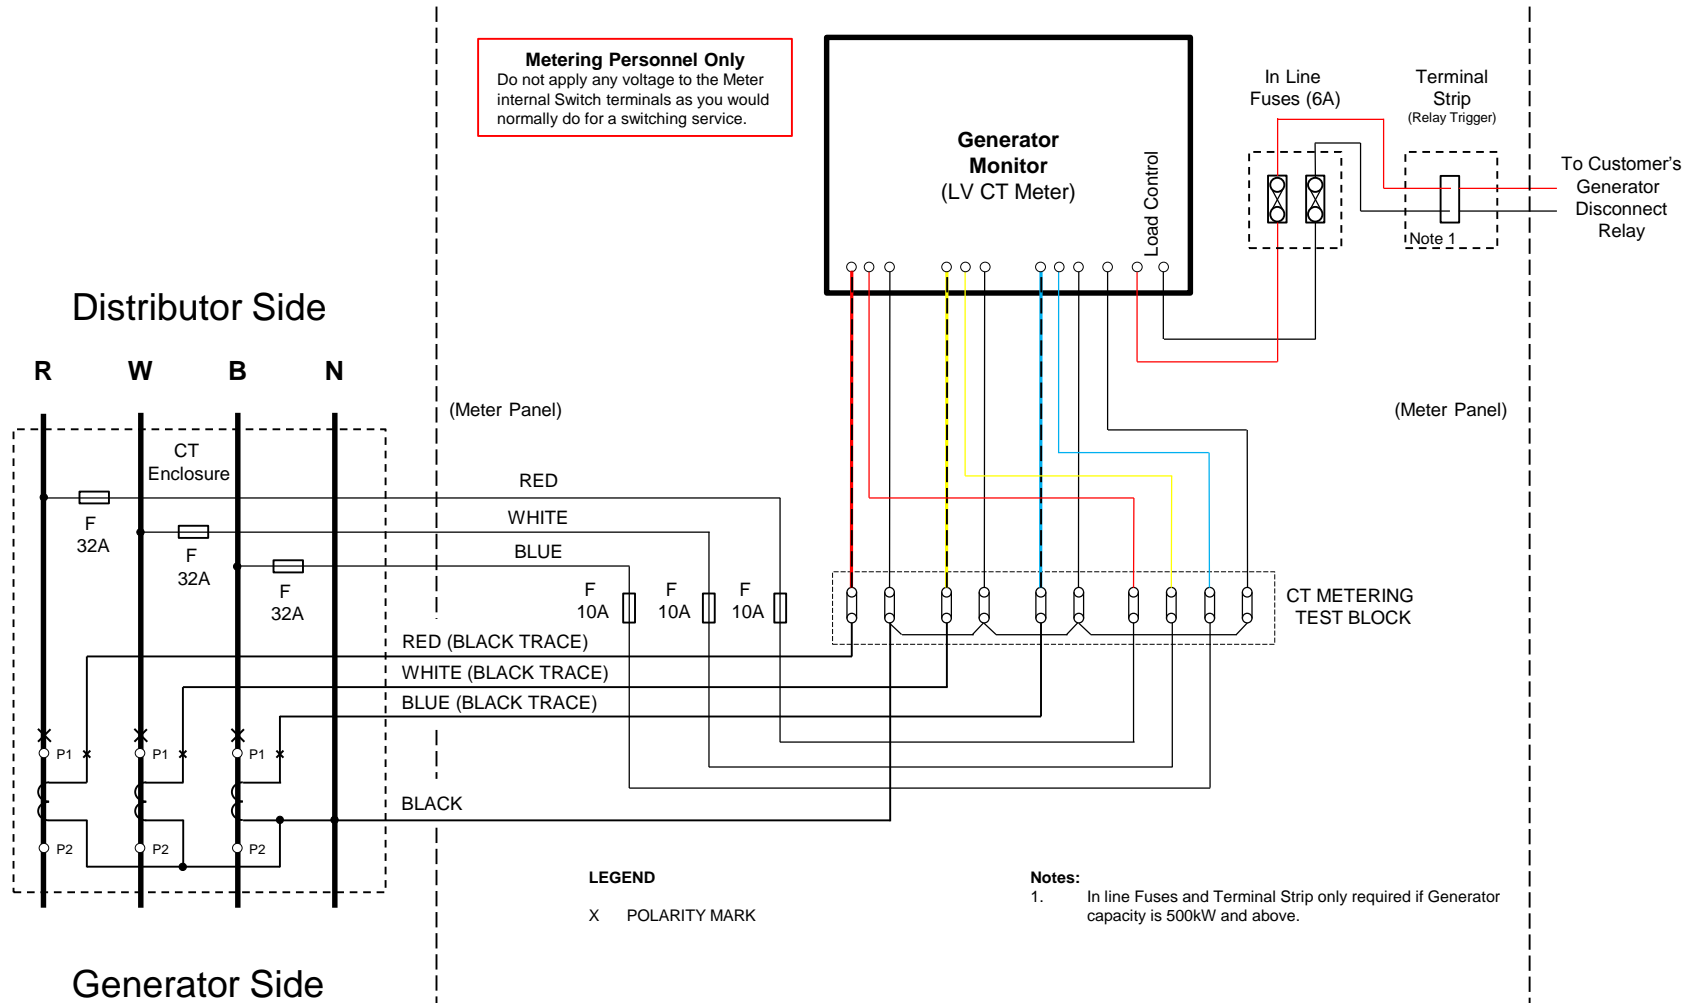 Metering Personnel Only
Do not apply any voltage to the Meter
internal Switch terminals as you would
normally do for a switching service.
Generator
Monitor
(LV CT Meter)
Load Control
In Line
Fuses (6A)
Terminal
Strip
(Relay Trigger)
Note 1
To Customer's
Generator
Disconnect
Relay
Distributor Side
R W B N
(Meter Panel)
(Meter Panel)
CT
Enclosure
RED
WHITE
BLUE
F
32A
F
32A
F
32A
F
10A
F
10A
F
10A
CT METERING
TEST BLOCK
RED (BLACK TRACE)
WHITE (BLACK TRACE)
BLUE (BLACK TRACE)
X X X
P1 x P1 x P1 x
BLACK
P2 P2 P2
LEGEND
X POLARITY MARK
Notes:
1. In line Fuses and Terminal Strip only required if Generator
capacity is 500kW and above.
Generator Side